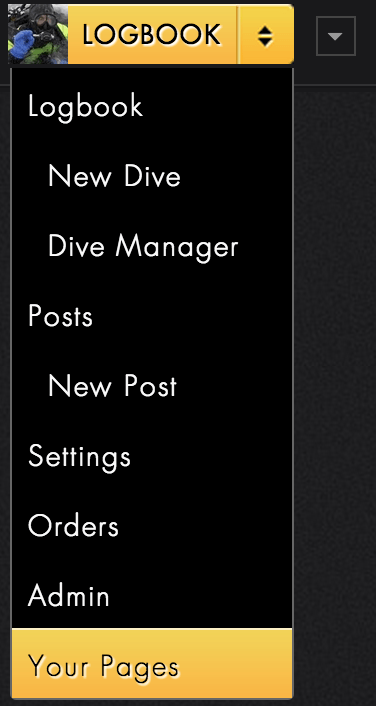 LOGBOOK
Logbook
New Dive
Dive Manager
Posts
New Post
Settings
Orders
Admin
Your Pages